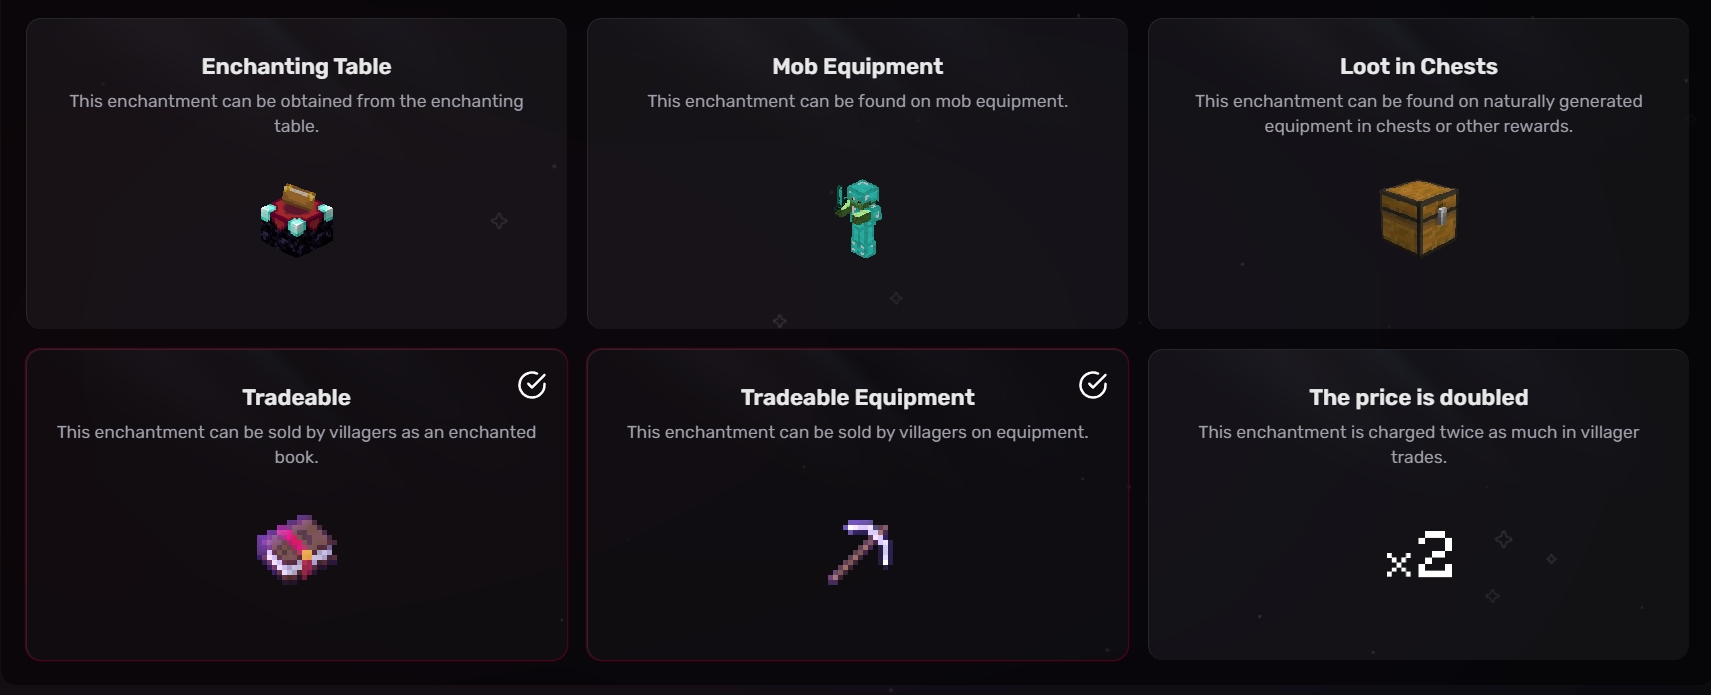 Enchanting Table
This enchantment can be obtained from the enchanting
table.
Mob Equipment
This enchantment can be found on mob equipment.
Loot in Chests
This enchantment can be found on naturally generated
equipment in chests or other rewards.
Tradeable
This enchantment can be sold by villagers as an enchanted
book.
Tradeable Equipment
This enchantment can be sold by villagers on equipment.
The price is doubled
This enchantment is charged twice as much in villager
trades.
x2